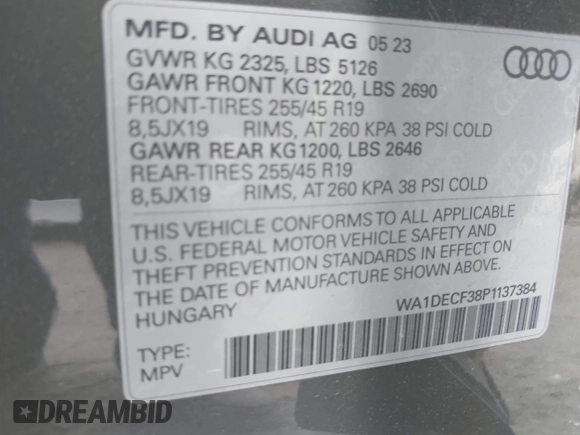 MFD. BY AUDI AG 05 23
GVWR KG 2325, LBS 5126
GAWR FRONT KG 1220, LBS 2690
FRONT-TIRES 255/45 R19
8,5JX19 RIMS, AT 260 KPA 38 PSI COLD
GAWR REAR KG 1200, LBS 2646
REAR-TIRES 255/45 R19
8,5JX19 RIMS, AT 260 KPA 38 PSI COLD
THIS VEHICLE CONFORMS TO ALL APPLICABLE
U.S. FEDERAL MOTOR VEHICLE SAFETY AND
THEFT PREVENTION STANDARDS IN EFFECT ON
THE DATE OF MANUFACTURE SHOWN ABOVE.
HUNGARY
WA1DECF38P1137384
TYPE:
MPV
DREAMBID